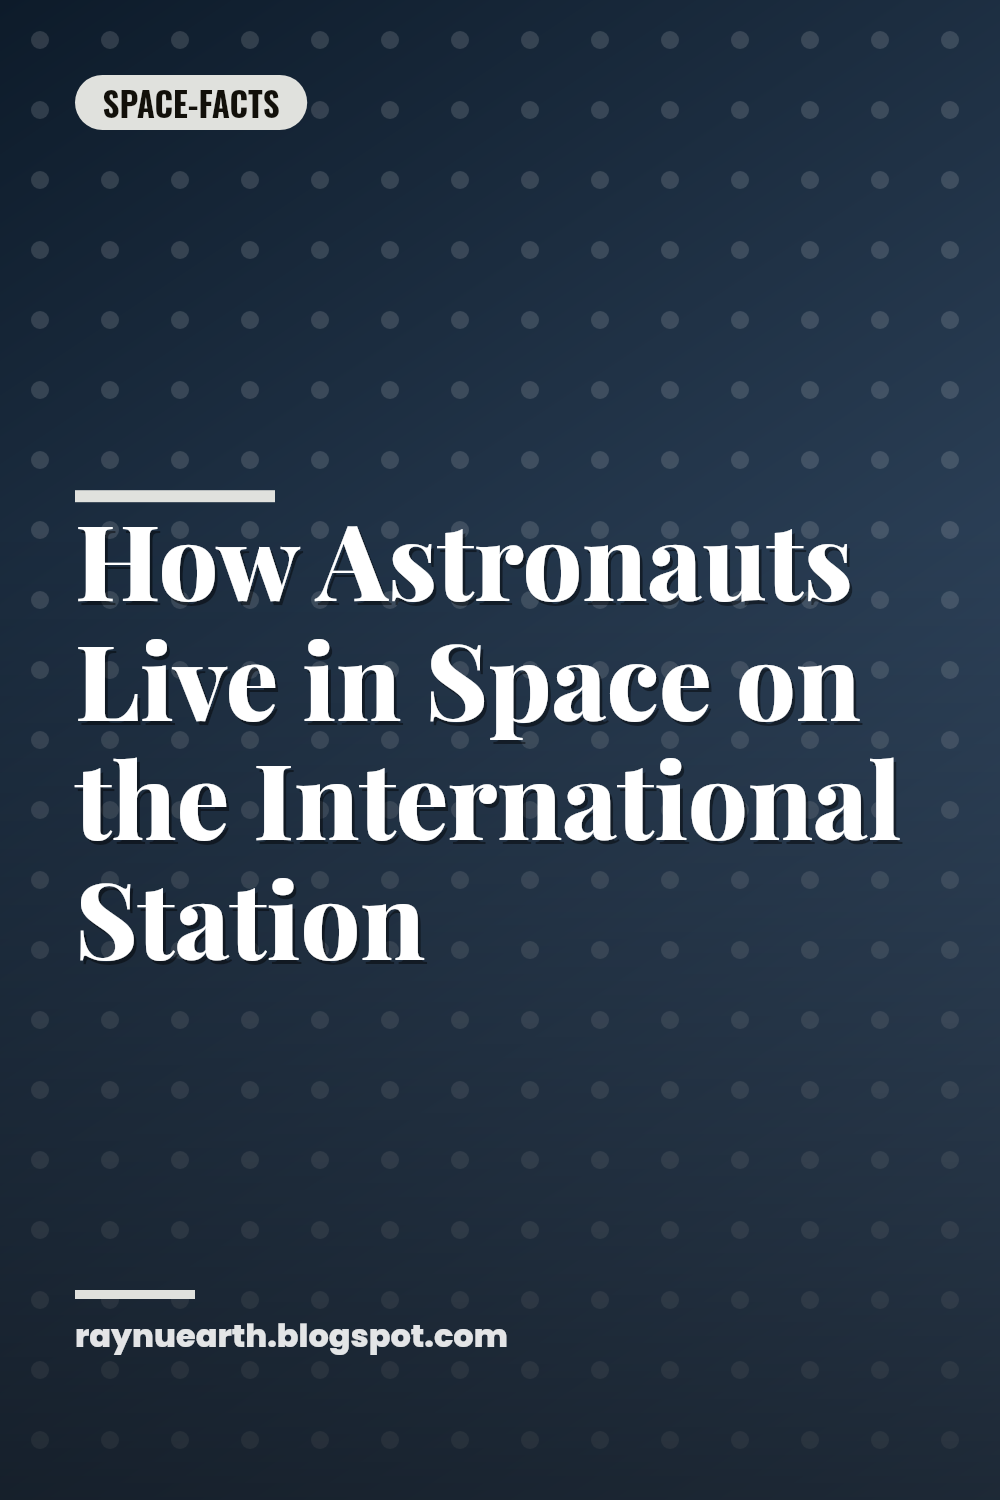 SPACE-FACTS
How Astronauts
Live in Space on
the International
Station
raynuearth.blogspot.com